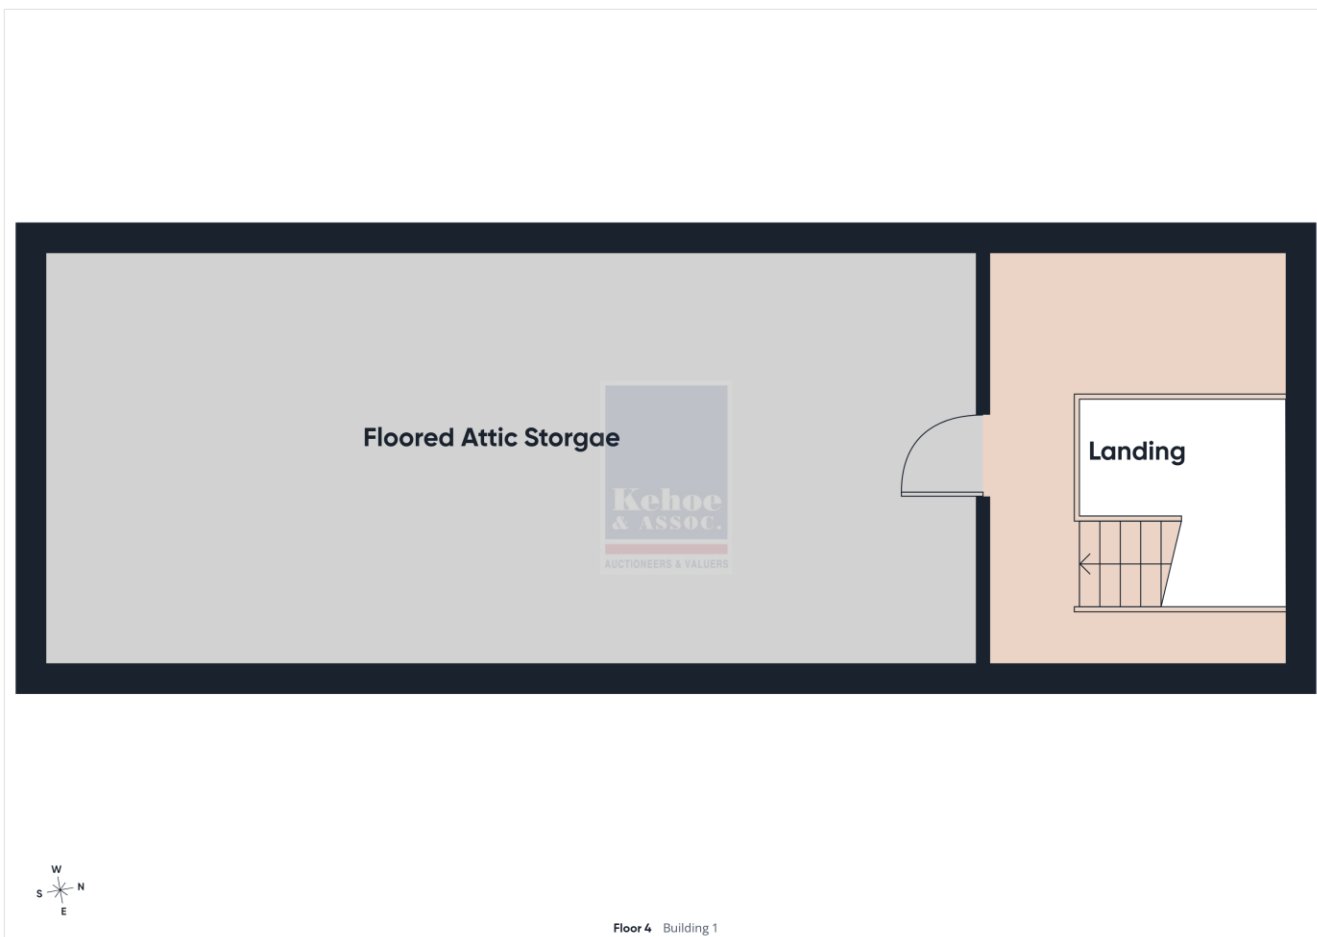 Floored Attic Storgae
Landing
Kehoe
& ASSOC.
AUCTIONEERS & VALUERS
W
S N
E
Floor 4 Building 1